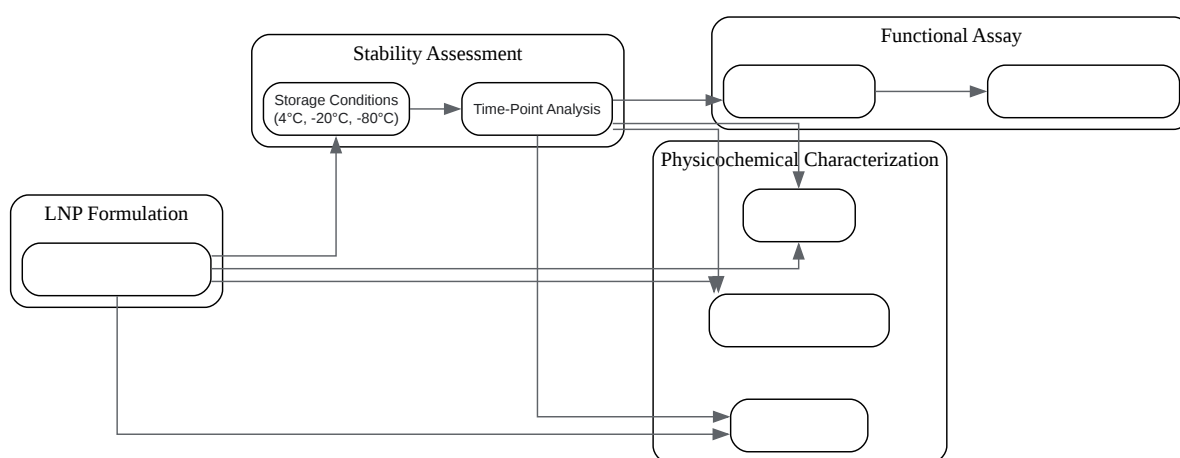 Functional Assay
Stability Assessment
Storage Conditions
(4°C, -20°C, -80°C)
Time-Point Analysis
Physicochemical Characterization
LNP Formulation